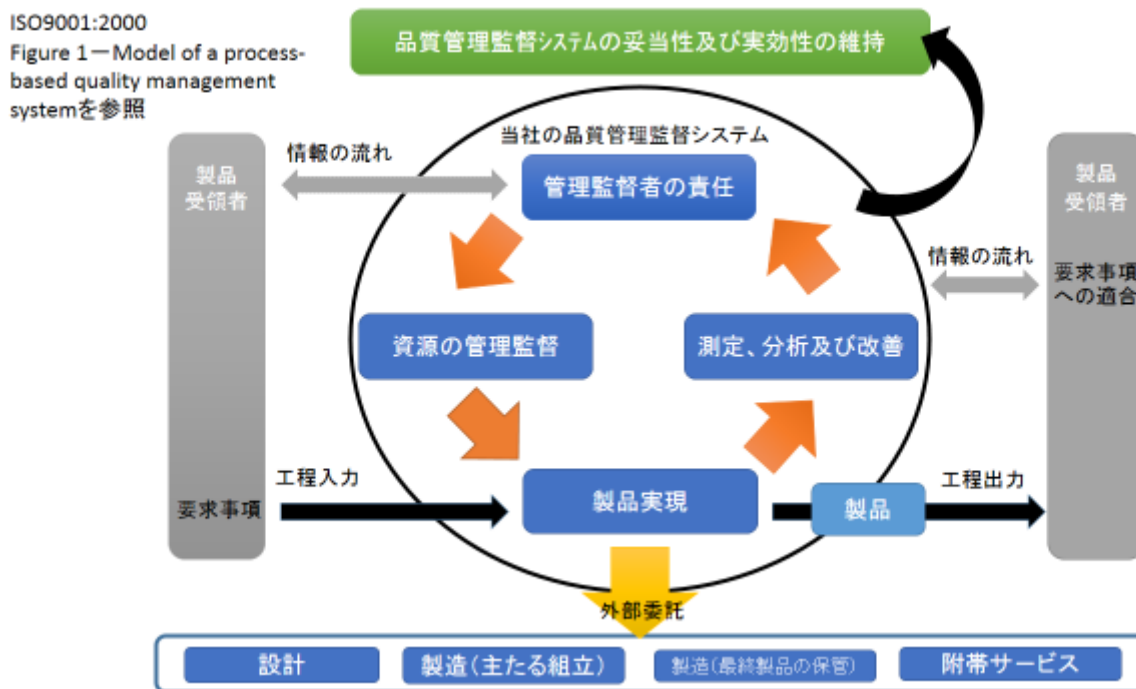 ISO9001:2000
Figure 1－Model of a process-
based quality management
systemを参照
品質管理監督システムの妥当性及び実効性の維持
当社の品質管理監督システム
製品
受領者
情報の流れ
管理監督者の責任
製品
受領者
情報の流れ
要求事項
への適合
資源の管理監督
測定、分析及び改善
工程入力
要求事項
製品実現
製品
工程出力
外部委託
設計
製造(主たる組立)
製造(最終製品の保管)
附帯サービス